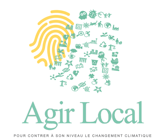 Agir Local
POUR CONTRER À SON NIVEAU LE CHANGEMENT CLIMATIQUE